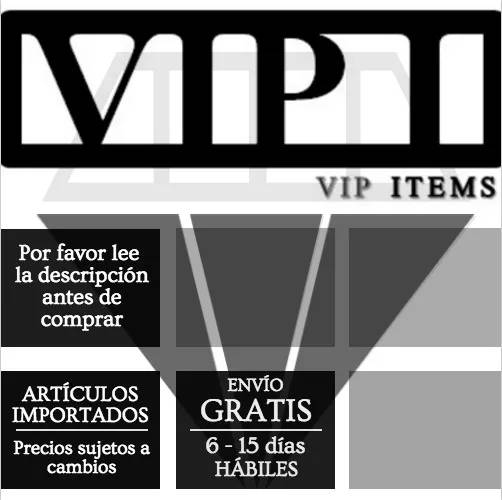 VIPI
VIP ITEMS
Por favor lee
la descripción
antes de
comprar
ARTÍCULOS
IMPORTADOS
Precios sujetos a
cambios
ENVÍO
GRATIS
6 - 15 días
HÁBILES